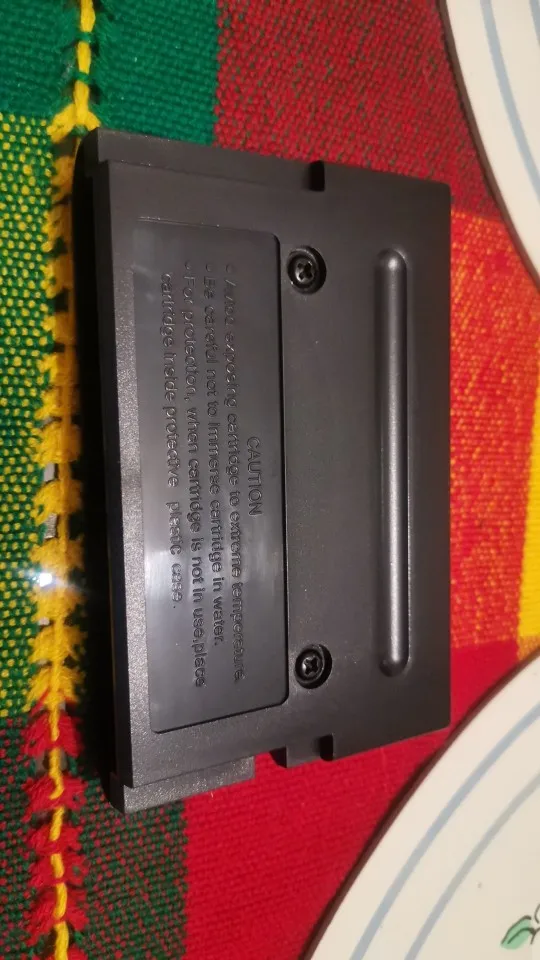 CAUTION
• Avoid exposing cartridge to extreme temperature.
• Be careful not to immerse cartridge in water.
• For protection, when cartridge is not in use,place
cartridge inside protective plastic case.